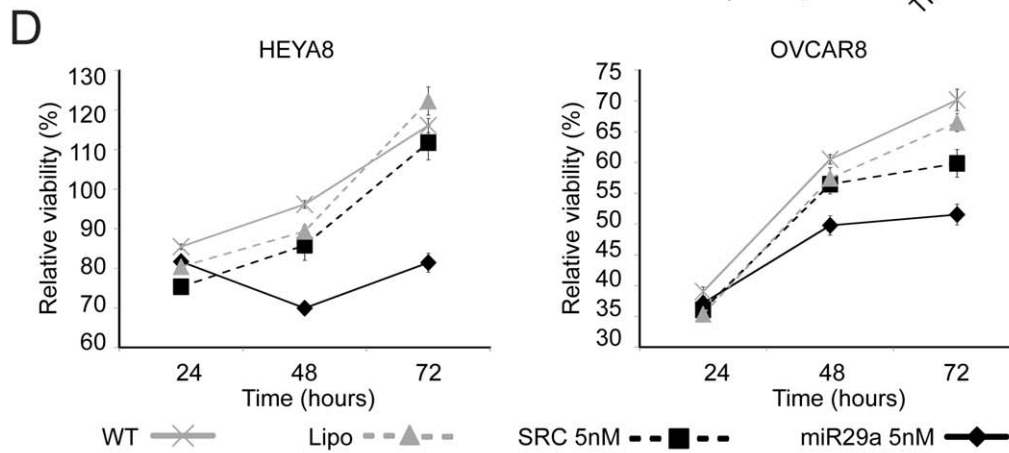 D
HEYA8
Relative viability (%)
130
120
110
100
90
80
70
60
24 48 72
Time (hours)
OVCAR8
Relative viability (%)
75
70
65
60
55
50
45
40
35
30
24 48 72
Time (hours)
WT Lipo SRC 5nM miR29a 5nM